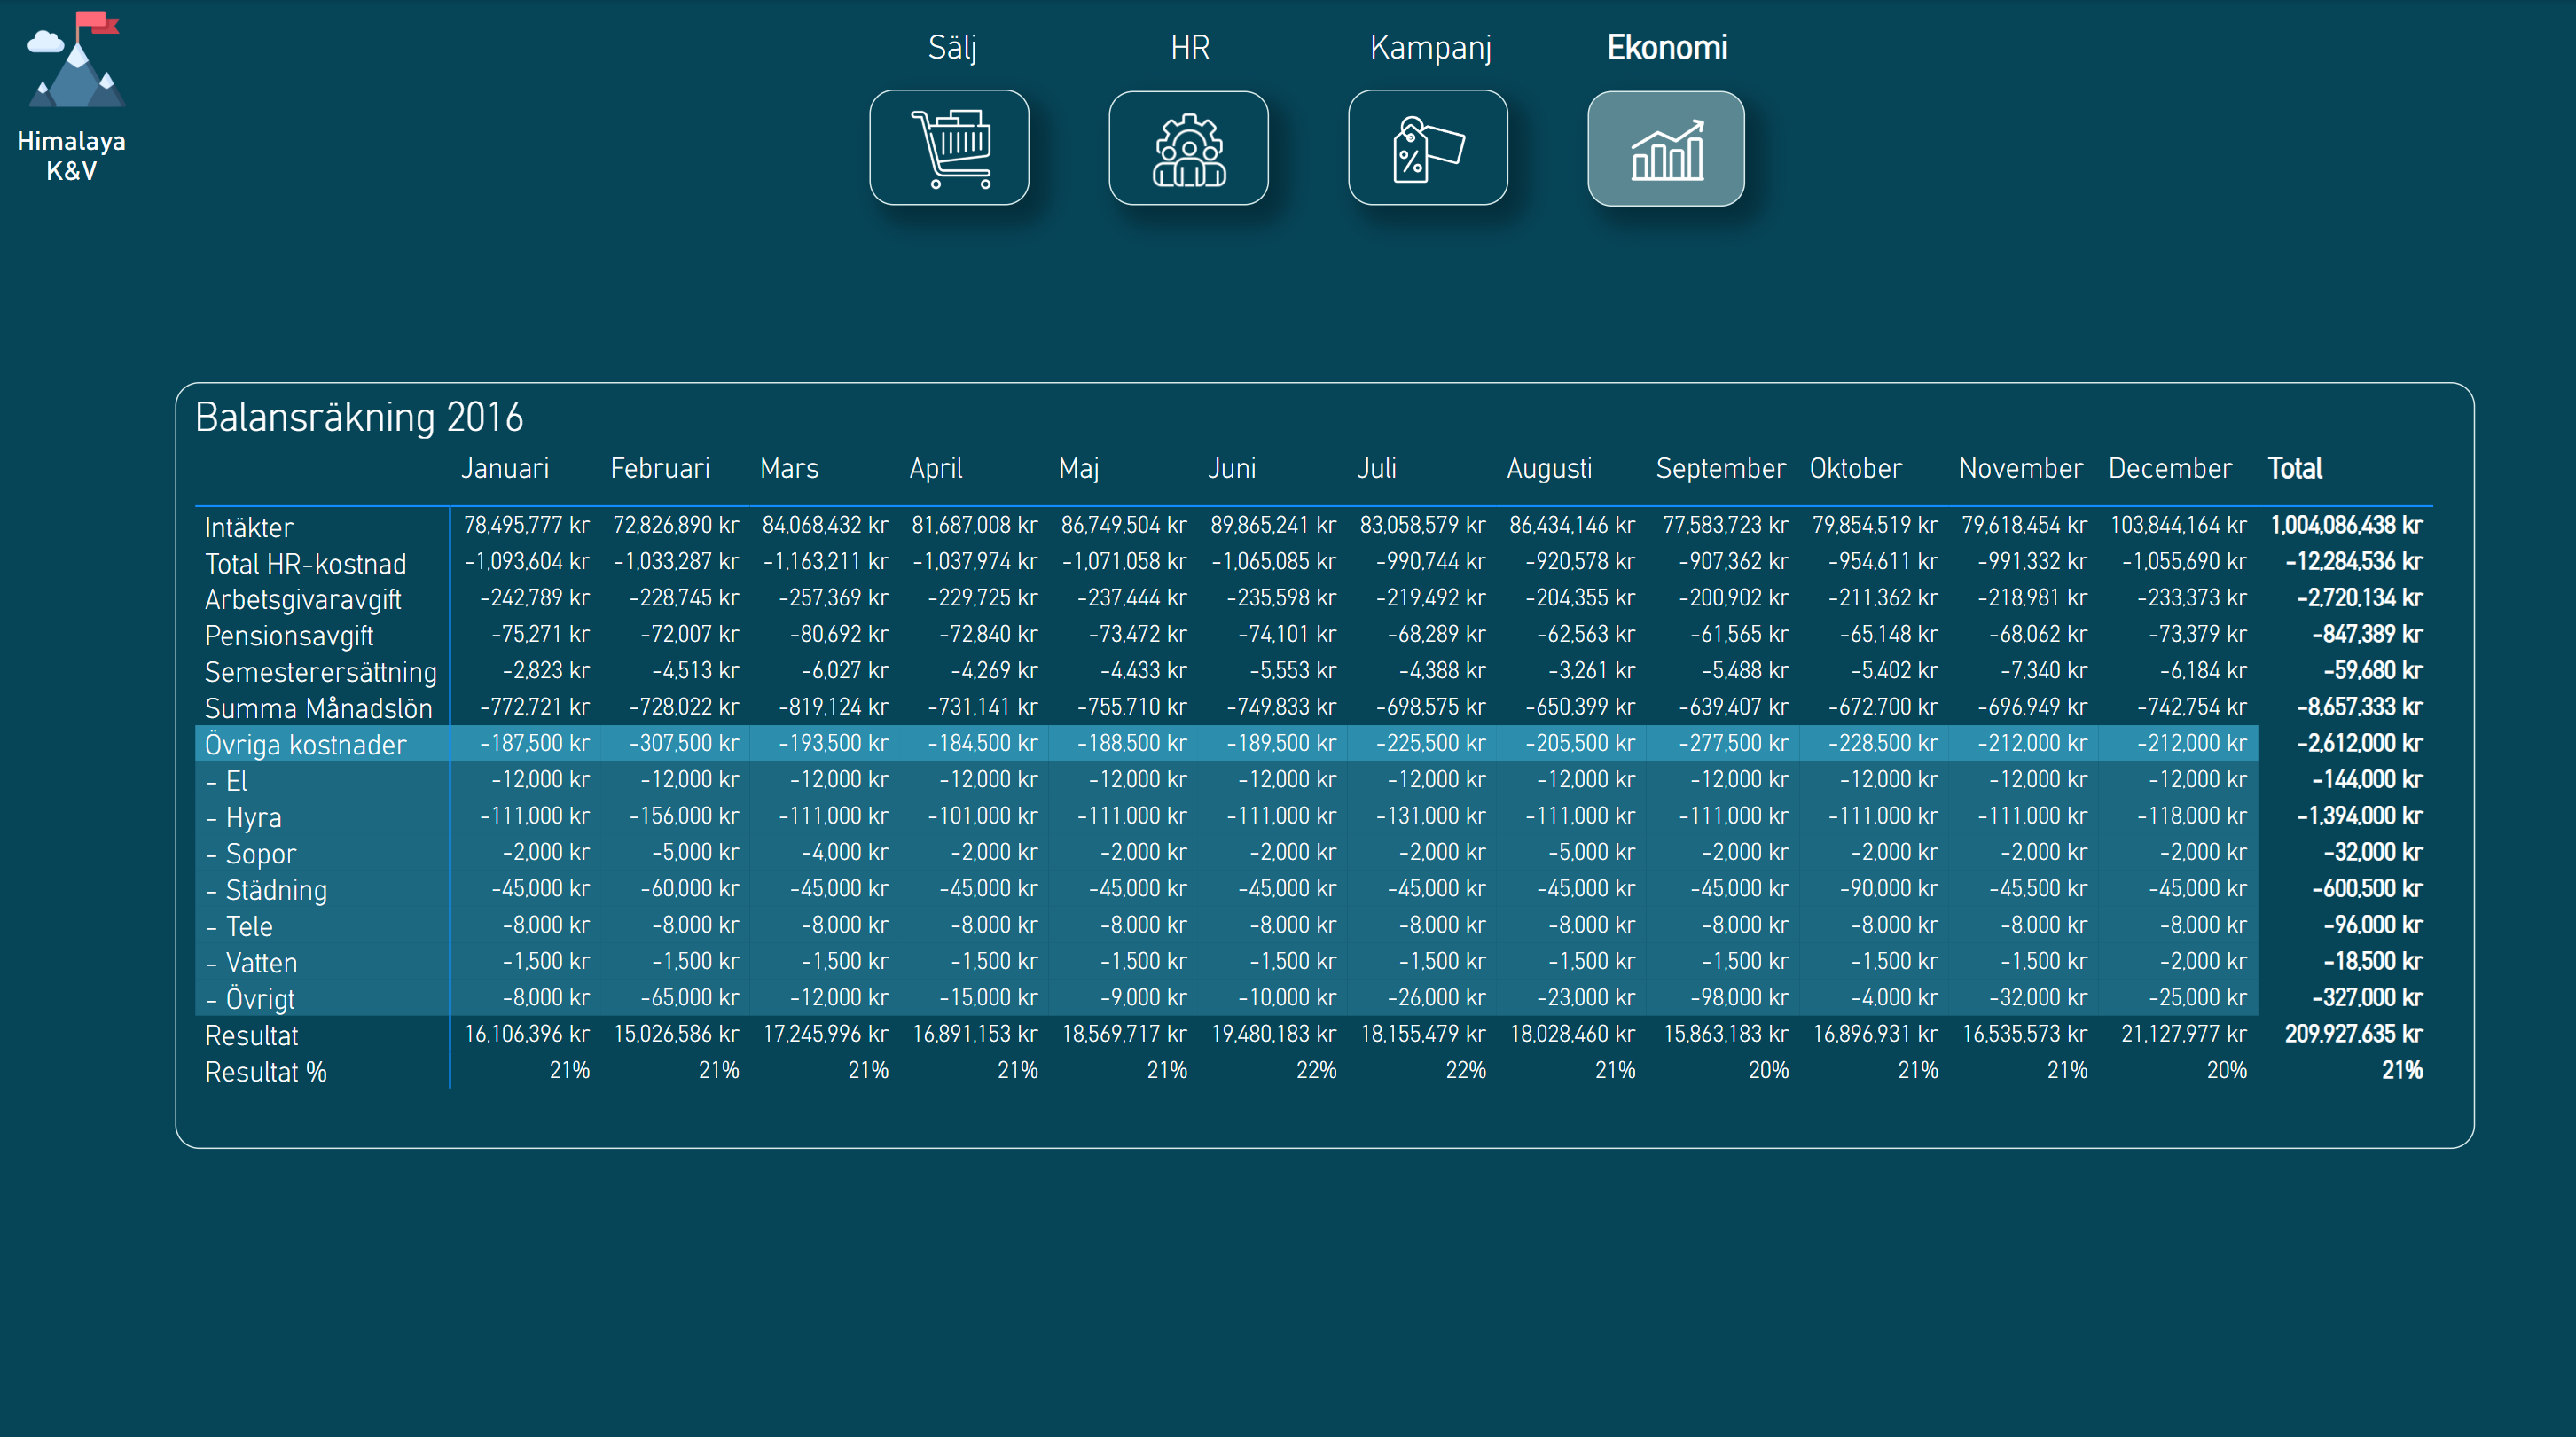 Sälj HR Kampanj Ekonomi
Himalaya
K&V
%
Balansräkning 2016
Januari Februari Mars April Maj Juni Juli Augusti September Oktober November December Total
Intäkter 78,495,777 kr 72,826,890 kr 84,068,432 kr 81,687,008 kr 86,749,504 kr 89,865,241 kr 83,058,579 kr 86,434,146 kr 77,583,723 kr 79,854,519 kr 79,618,454 kr 103,844,164 kr 1,004,086,438 kr
Total HR-kostnad -1,093,604 kr -1,033,287 kr -1,163,211 kr -1,037,974 kr -1,071,058 kr -1,065,085 kr -990,744 kr -920,578 kr -907,362 kr -954,611 kr -991,332 kr -1,055,690 kr -12,284,536 kr
Arbetsgivaravgift -242,789 kr -228,745 kr -257,369 kr -229,725 kr -237,444 kr -235,598 kr -219,492 kr -204,355 kr -200,902 kr -211,362 kr -218,981 kr -233,373 kr -2,720,134 kr
Pensionsavgift -75,271 kr -72,007 kr -80,692 kr -72,840 kr -73,472 kr -74,101 kr -68,289 kr -62,563 kr -61,565 kr -65,148 kr -68,062 kr -73,379 kr -847,389 kr
Semesterersättning -2,823 kr -4,513 kr -6,027 kr -4,269 kr -4,433 kr -5,553 kr -4,388 kr -3,261 kr -5,488 kr -5,402 kr -7,340 kr -6,184 kr -59,680 kr
Summa Månadslön -772,721 kr -728,022 kr -819,124 kr -731,141 kr -755,710 kr -749,833 kr -698,575 kr -650,399 kr -639,407 kr -672,700 kr -696,949 kr -742,754 kr -8,657,333 kr
Övriga kostnader -187,500 kr -307,500 kr -193,500 kr -184,500 kr -188,500 kr -189,500 kr -225,500 kr -205,500 kr -277,500 kr -228,500 kr -212,000 kr -212,000 kr -2,612,000 kr
- El -12,000 kr -12,000 kr -12,000 kr -12,000 kr -12,000 kr -12,000 kr -12,000 kr -12,000 kr -12,000 kr -12,000 kr -12,000 kr -12,000 kr -144,000 kr
- Hyra -111,000 kr -156,000 kr -111,000 kr -101,000 kr -111,000 kr -111,000 kr -131,000 kr -111,000 kr -111,000 kr -111,000 kr -111,000 kr -118,000 kr -1,394,000 kr
- Sopor -2,000 kr -5,000 kr -4,000 kr -2,000 kr -2,000 kr -2,000 kr -2,000 kr -5,000 kr -2,000 kr -2,000 kr -2,000 kr -2,000 kr -32,000 kr
- Städning -45,000 kr -60,000 kr -45,000 kr -45,000 kr -45,000 kr -45,000 kr -45,000 kr -45,000 kr -45,000 kr -90,000 kr -45,500 kr -45,000 kr -600,500 kr
- Tele -8,000 kr -8,000 kr -8,000 kr -8,000 kr -8,000 kr -8,000 kr -8,000 kr -8,000 kr -8,000 kr -8,000 kr -8,000 kr -8,000 kr -96,000 kr
- Vatten -1,500 kr -1,500 kr -1,500 kr -1,500 kr -1,500 kr -1,500 kr -1,500 kr -1,500 kr -1,500 kr -1,500 kr -1,500 kr -2,000 kr -18,500 kr
- Övrigt -8,000 kr -65,000 kr -12,000 kr -15,000 kr -9,000 kr -10,000 kr -26,000 kr -23,000 kr -98,000 kr -4,000 kr -32,000 kr -25,000 kr -327,000 kr
Resultat 16,106,396 kr 15,026,586 kr 17,245,996 kr 16,891,153 kr 18,569,717 kr 19,480,183 kr 18,155,479 kr 18,028,460 kr 15,863,183 kr 16,896,931 kr 16,535,573 kr 21,127,977 kr 209,927,635 kr
Resultat % 21% 21% 21% 21% 21% 22% 22% 21% 20% 21% 21% 20% 21%